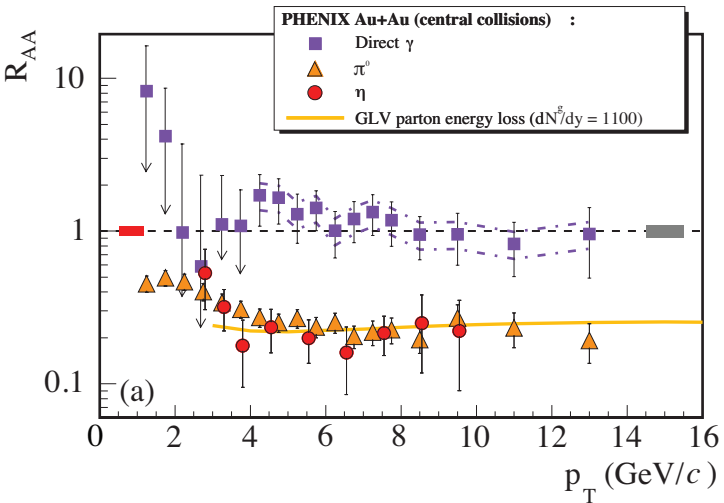 PHENIX Au+Au (central collisions) :
Direct γ
π⁰
η
GLV parton energy loss (dNᵍ/dy = 1100)
R_AA
10
1
0.1
(a)
0 2 4 6 8 10 12 14 16
p_T (GeV/c)